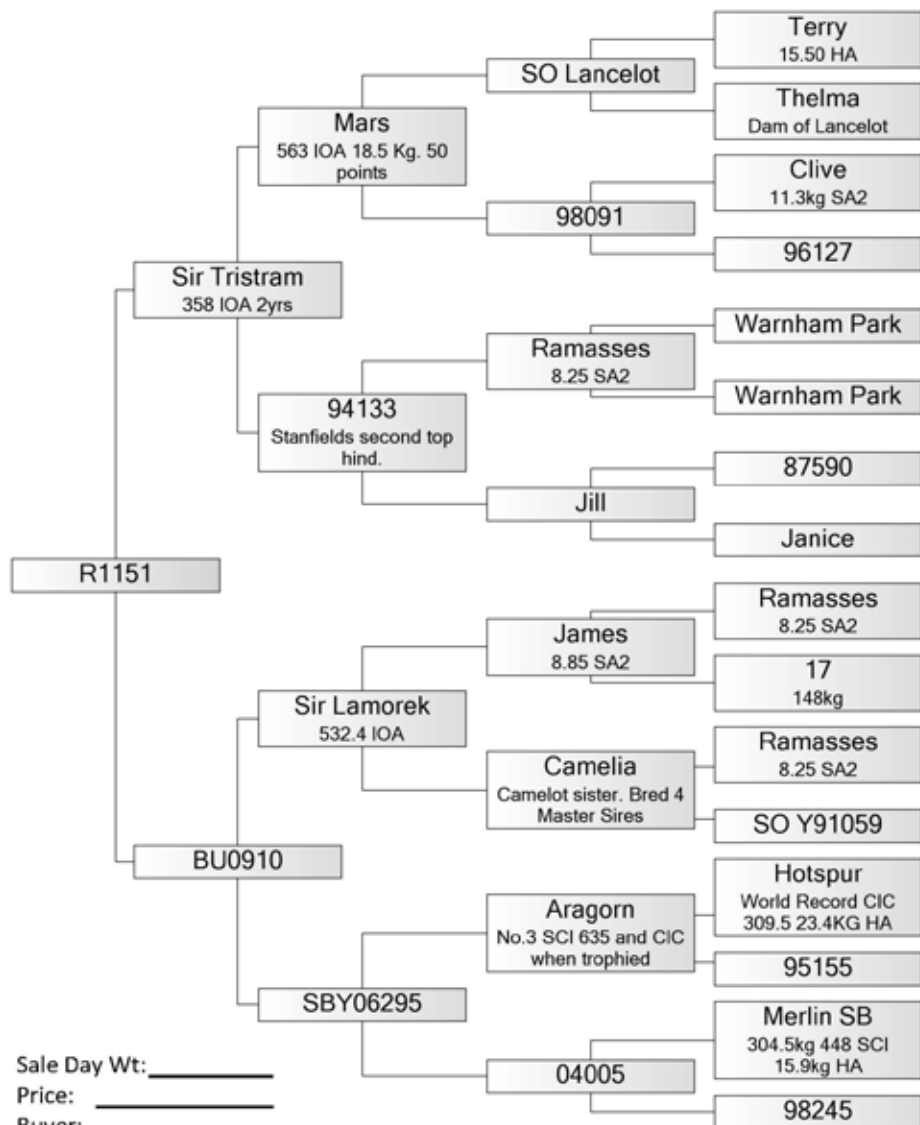 Terry
15.50 HA
SO Lancelot
Thelma
Dam of Lancelot
Mars
563 IOA 18.5 Kg. 50
points
Clive
11.3kg SA2
98091
96127
Sir Tristram
358 IOA 2yrs
Warnham Park
Ramasses
8.25 SA2
Warnham Park
94133
Stanfields second top
hind.
87590
Jill
Janice
R1151
Ramasses
8.25 SA2
James
8.85 SA2
17
148kg
Sir Lamorek
532.4 IOA
Ramasses
8.25 SA2
Camelia
Camelot sister. Bred 4
Master Sires
SO Y91059
BU0910
Hotspur
World Record CIC
309.5 23.4KG HA
Aragorn
No.3 SCI 635 and CIC
when trophied
95155
SBY06295
Merlin SB
304.5kg 448 SCI
15.9kg HA
04005
98245
Sale Day Wt:
Price:
Buyer: